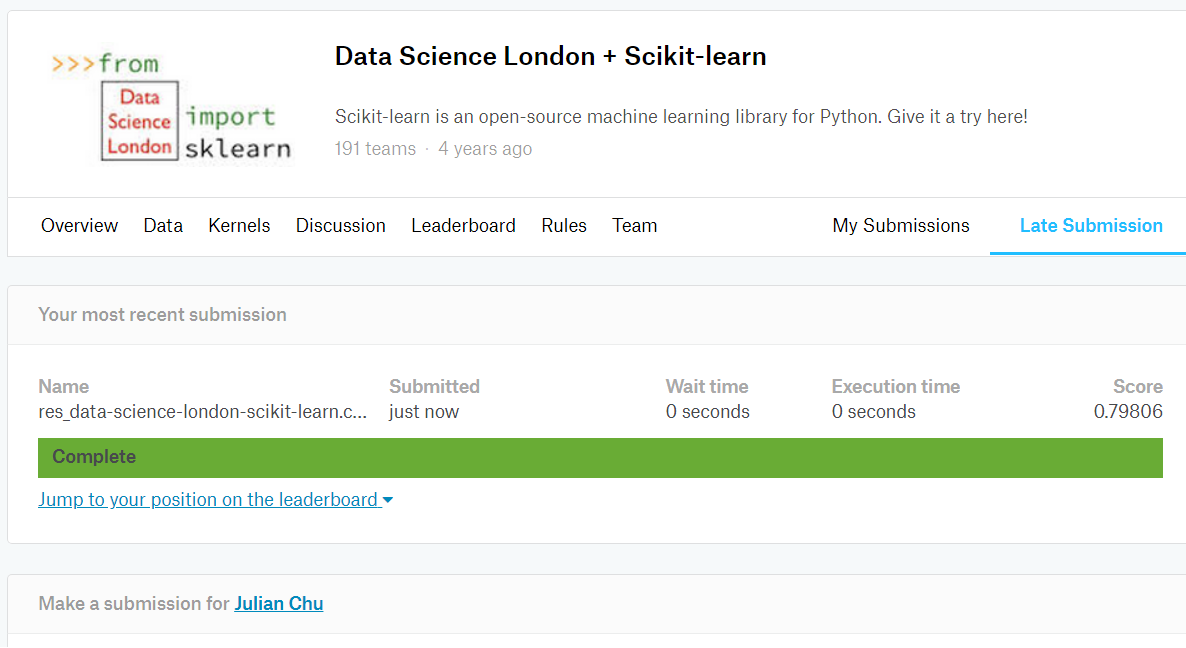 >>>from
Data
Science
London
import
sklearn
Data Science London + Scikit-learn
Scikit-learn is an open-source machine learning library for Python. Give it a try here!
191 teams · 4 years ago
Overview Data Kernels Discussion Leaderboard Rules Team My Submissions Late Submission
Your most recent submission
Name Submitted Wait time Execution time Score
res_data-science-london-scikit-learn.c... just now 0 seconds 0 seconds 0.79806
Complete
Jump to your position on the leaderboard
Make a submission for Julian Chu